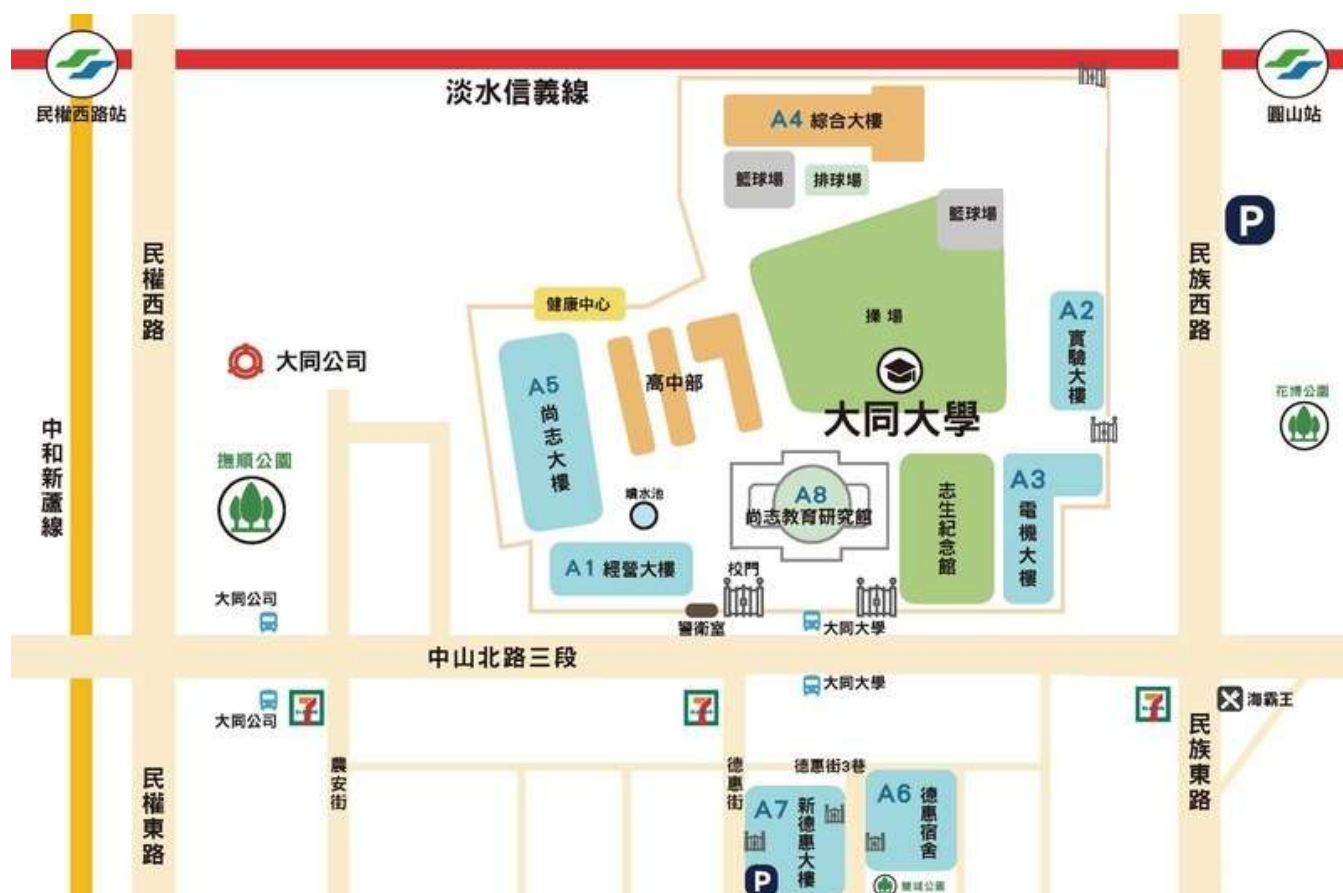 民權西路站
淡水信義線
圓山站
A4 綜合大樓
籃球場
排球場
籃球場
P
民權西路
民族西路
健康中心
操場
A2 實驗大樓
大同公司
高中部
A5 尚志大樓
大同大學
花博公園
中和新蘆線
撫順公園
噴水池
A8
尚志教育研究館
志生紀念館
A3 電機大樓
A1 經營大樓
校門
大同公司
警衛室
大同大學
中山北路三段
大同大學
大同公司
7
7
7
海霸王
民權東路
農安街
德惠街
德惠街3巷
民族東路
A7 新德惠大樓
A6 德惠宿舍
P
雙城公園